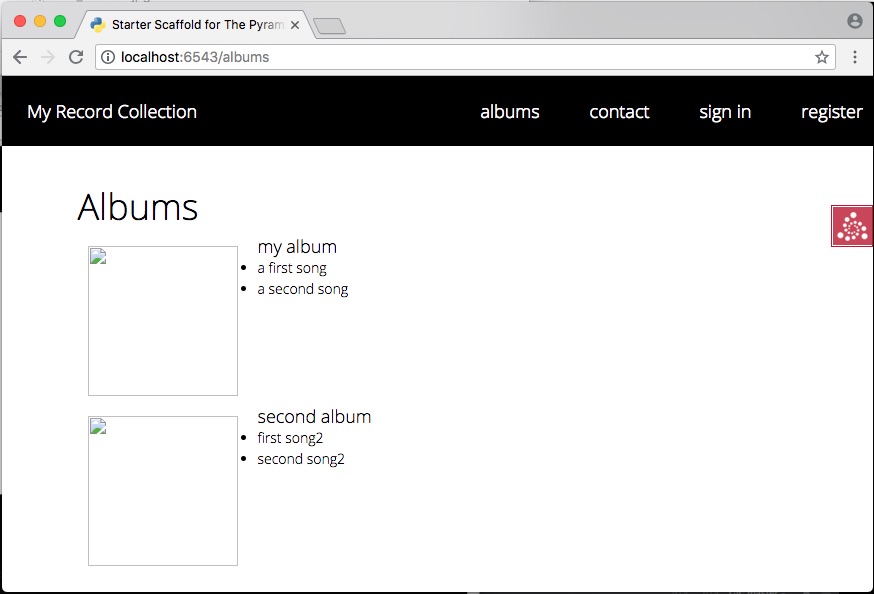 Starter Scaffold for The Pyram
localhost:6543/albums
My Record Collection albums contact sign in register
Albums
my album
a first song
a second song
second album
first song2
second song2